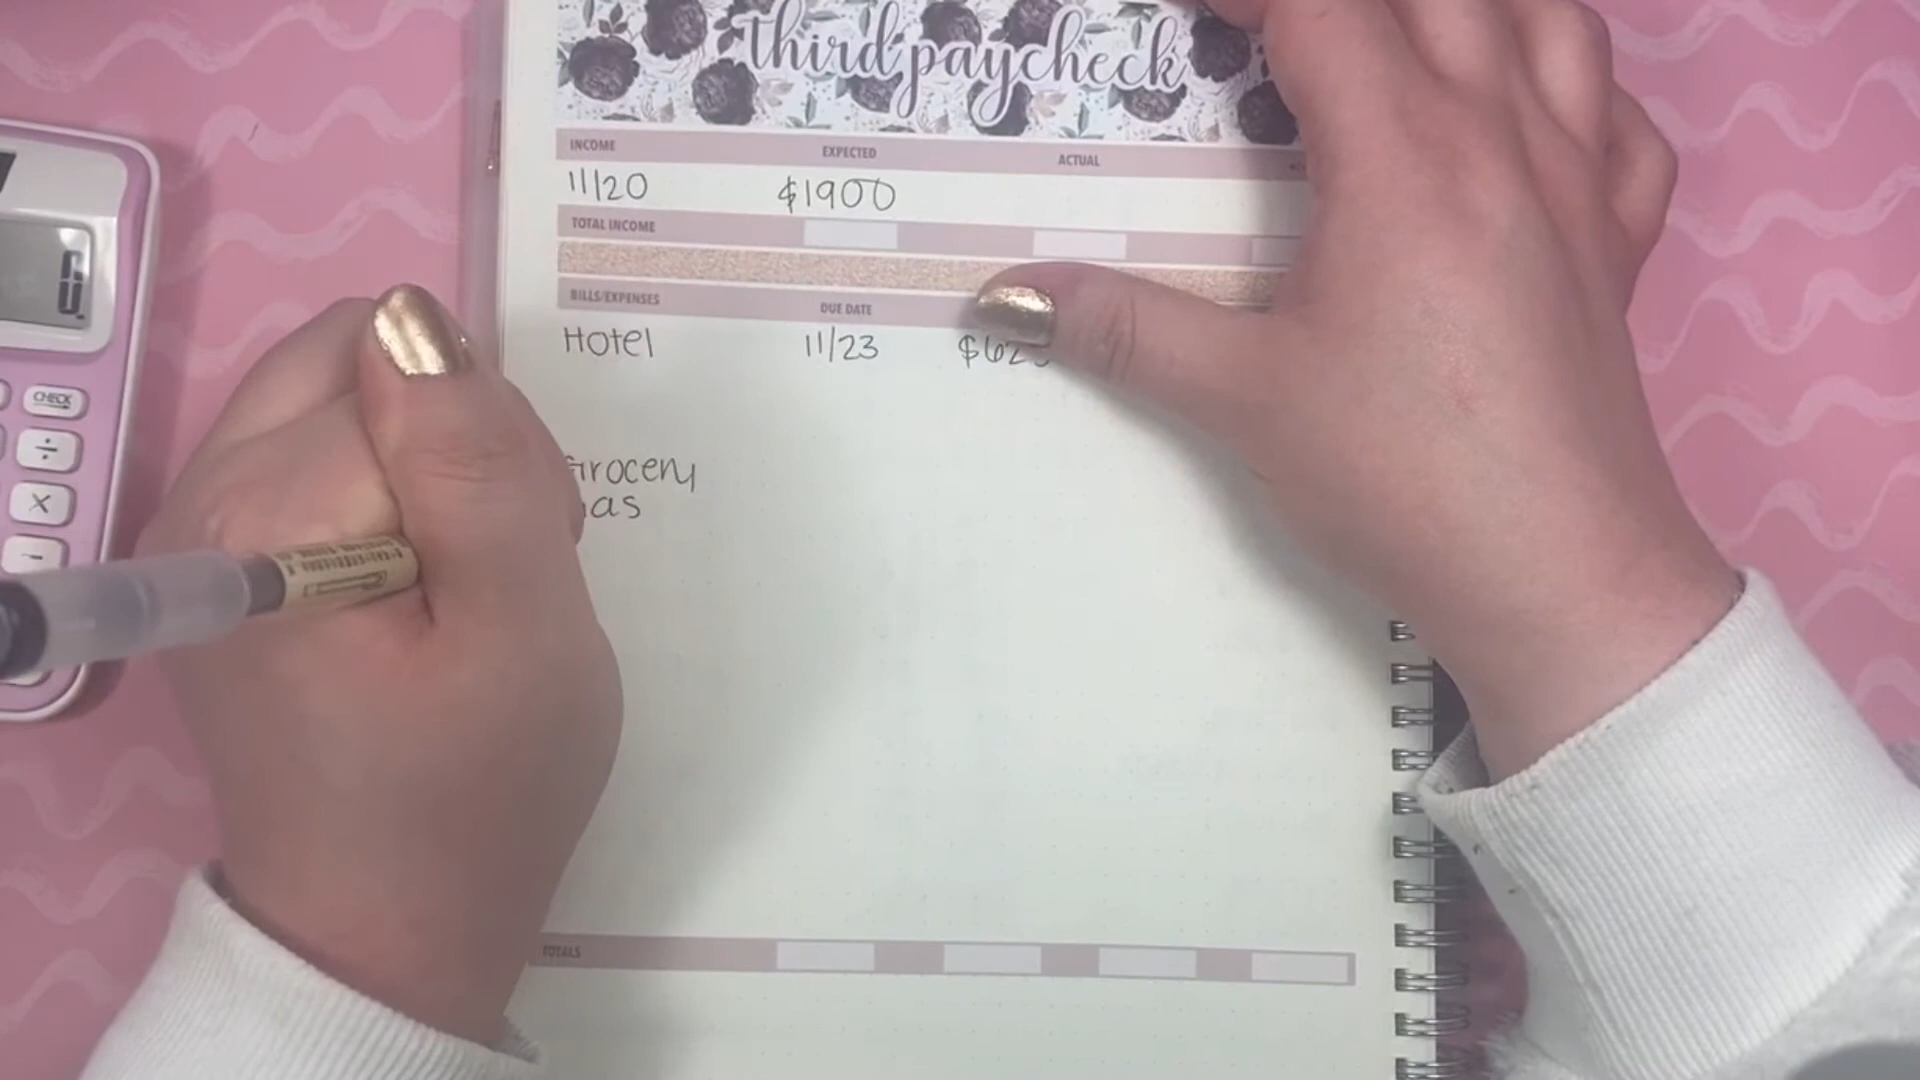 third paycheck
INCOME EXPECTED ACTUAL
11/20 $1900
TOTAL INCOME
BILLS/EXPENSES DUE DATE
Hotel 11/23
Grocery
CHECK
÷
×
−
TOTALS